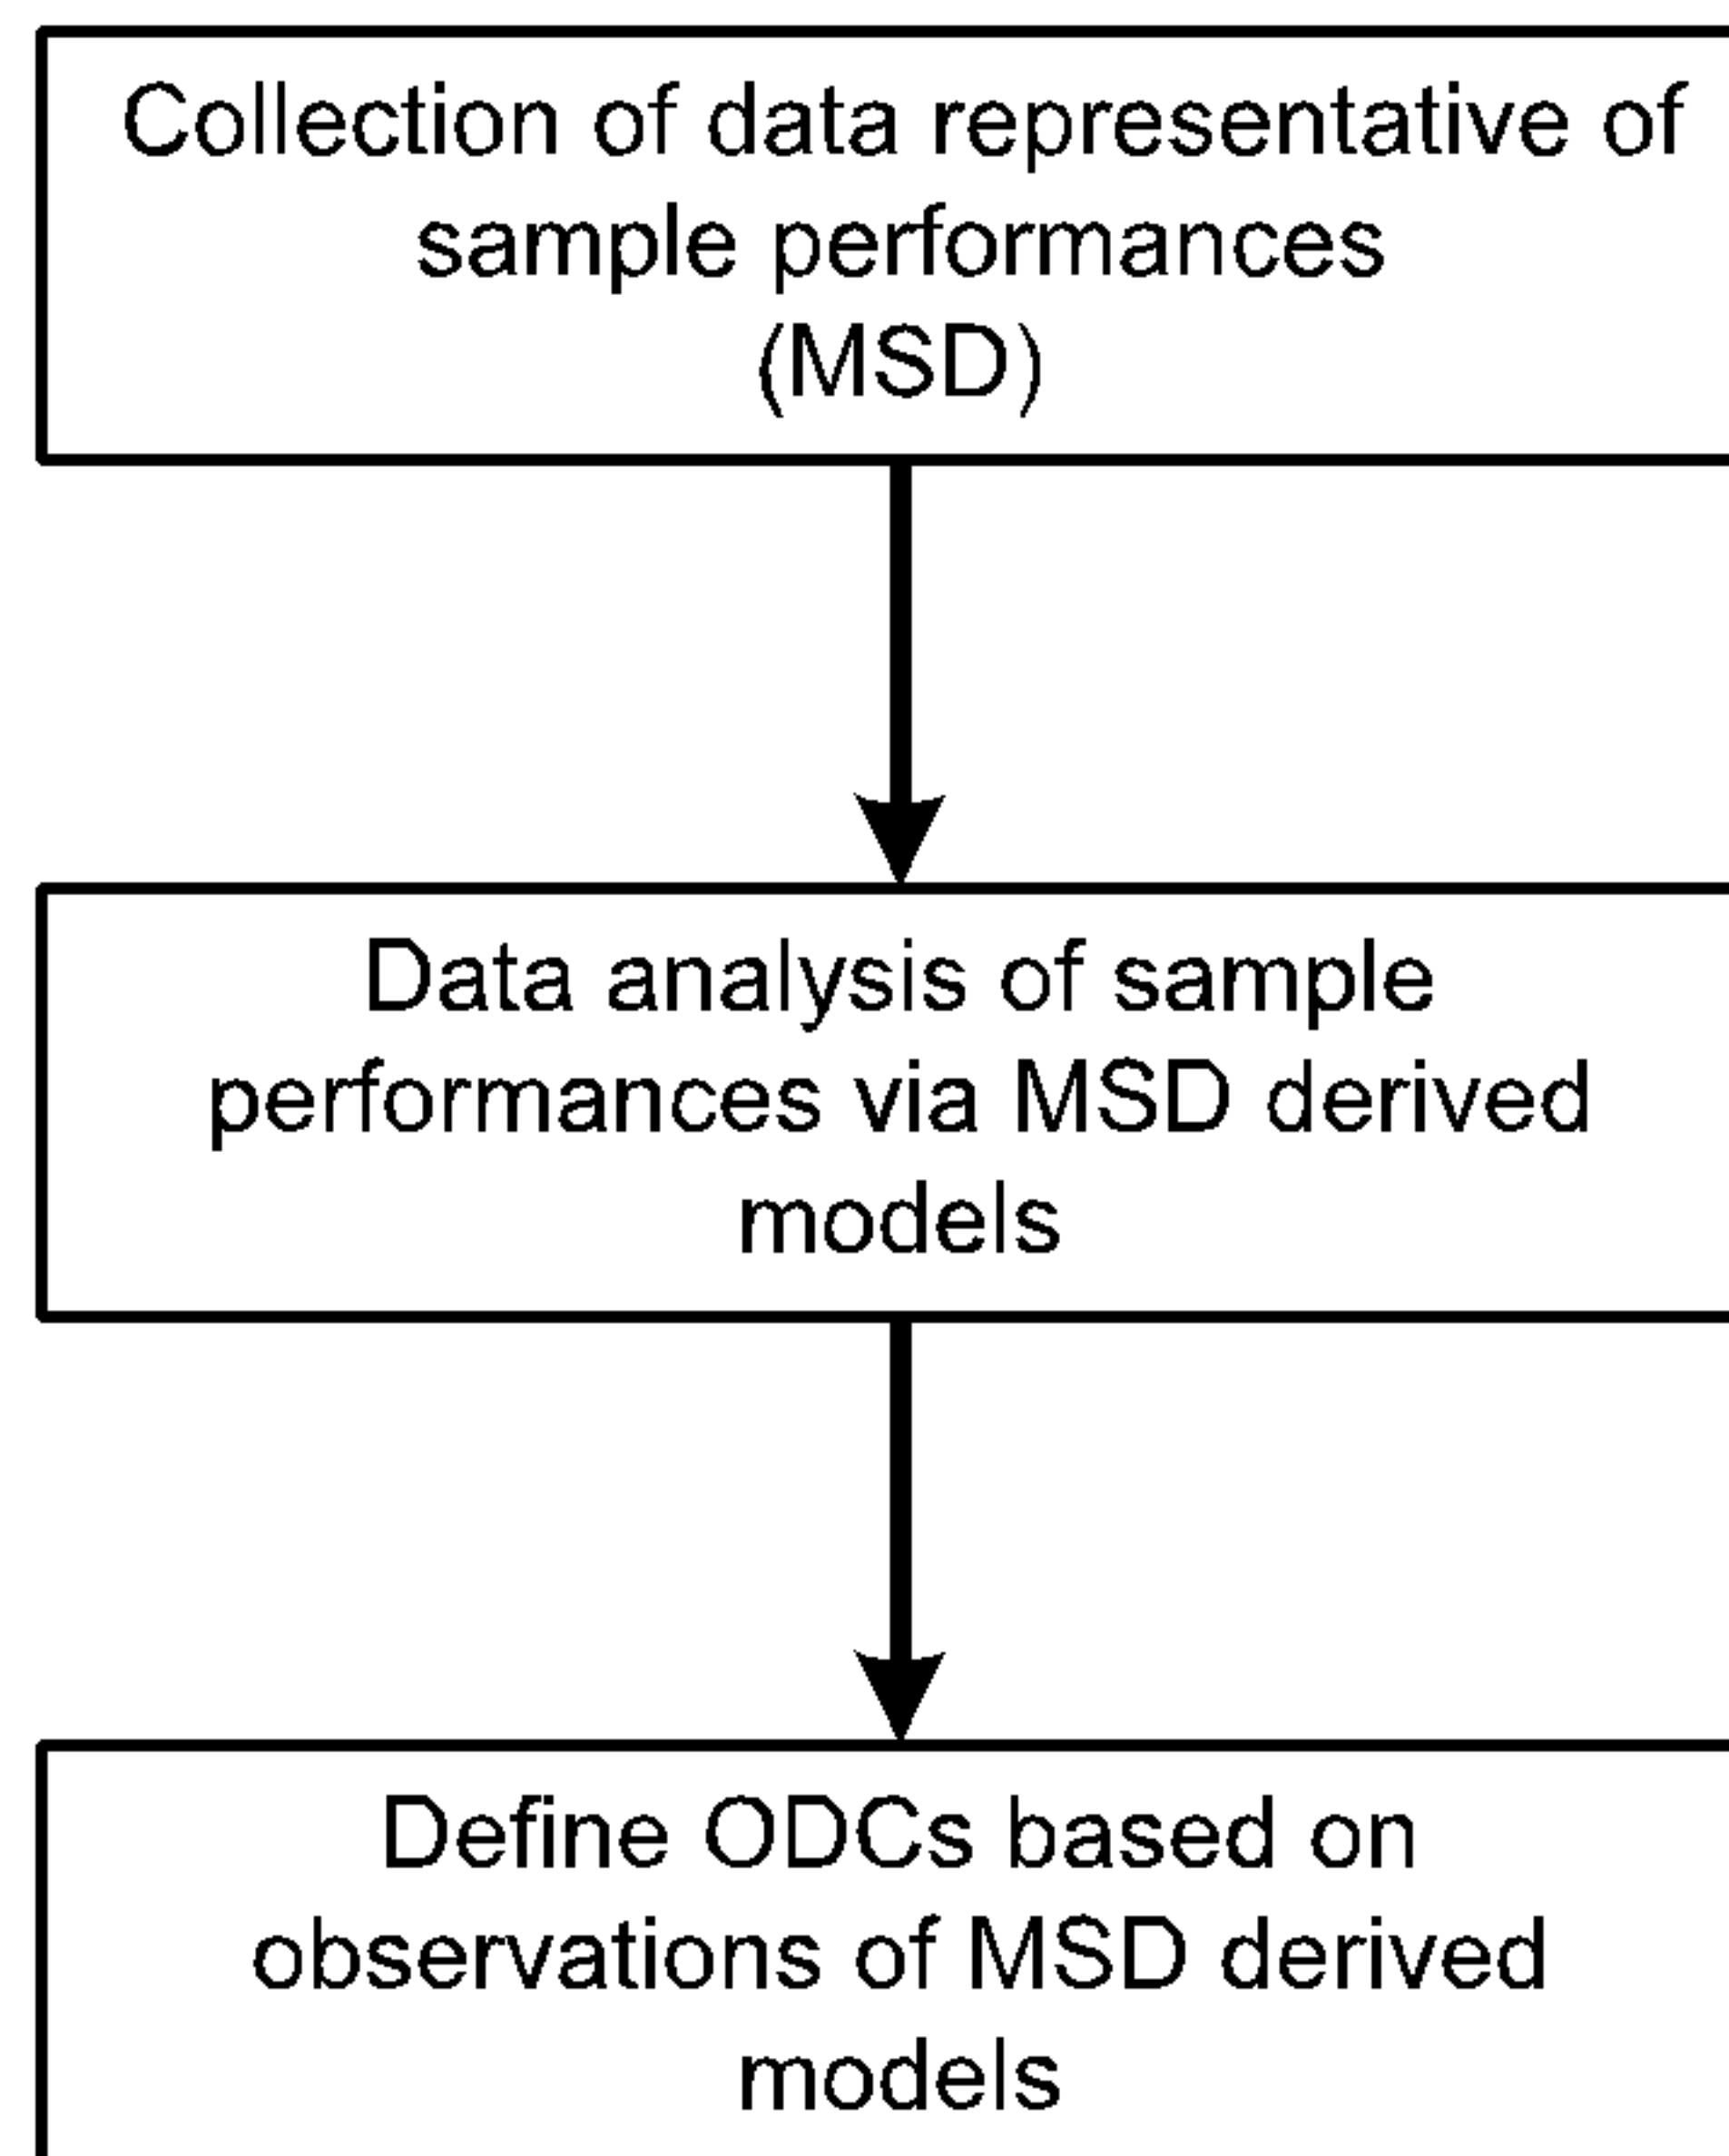 Collection of data representative of
sample performances
(MSD)
Data analysis of sample
performances via MSD derived
models
Define ODCs based on
observations of MSD derived
models